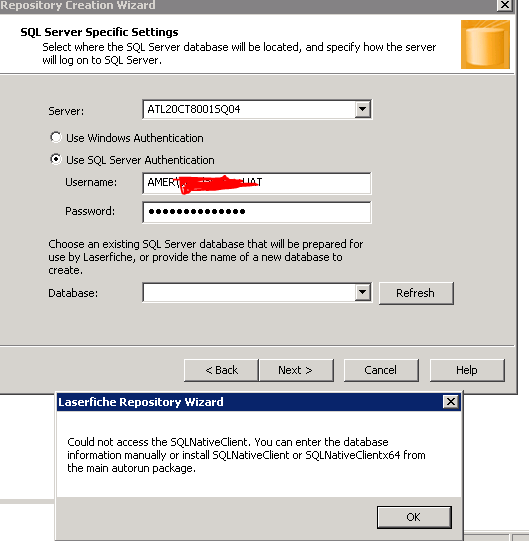 Repository Creation Wizard
SQL Server Specific Settings
Select where the SQL Server database will be located, and specify how the server
will log on to SQL Server.
Server:
ATL20CT8001SQ04
Use Windows Authentication
Use SQL Server Authentication
Username:
AMER\ UAT
Password:
●●●●●●●●●●●●●●
Choose an existing SQL Server database that will be prepared for
use by Laserfiche, or provide the name of a new database to
create.
Database:
Refresh
< Back
Next >
Cancel
Help
Laserfiche Repository Wizard
Could not access the SQLNativeClient. You can enter the database
information manually or install SQLNativeClient or SQLNativeClientx64 from
the main autorun package.
OK